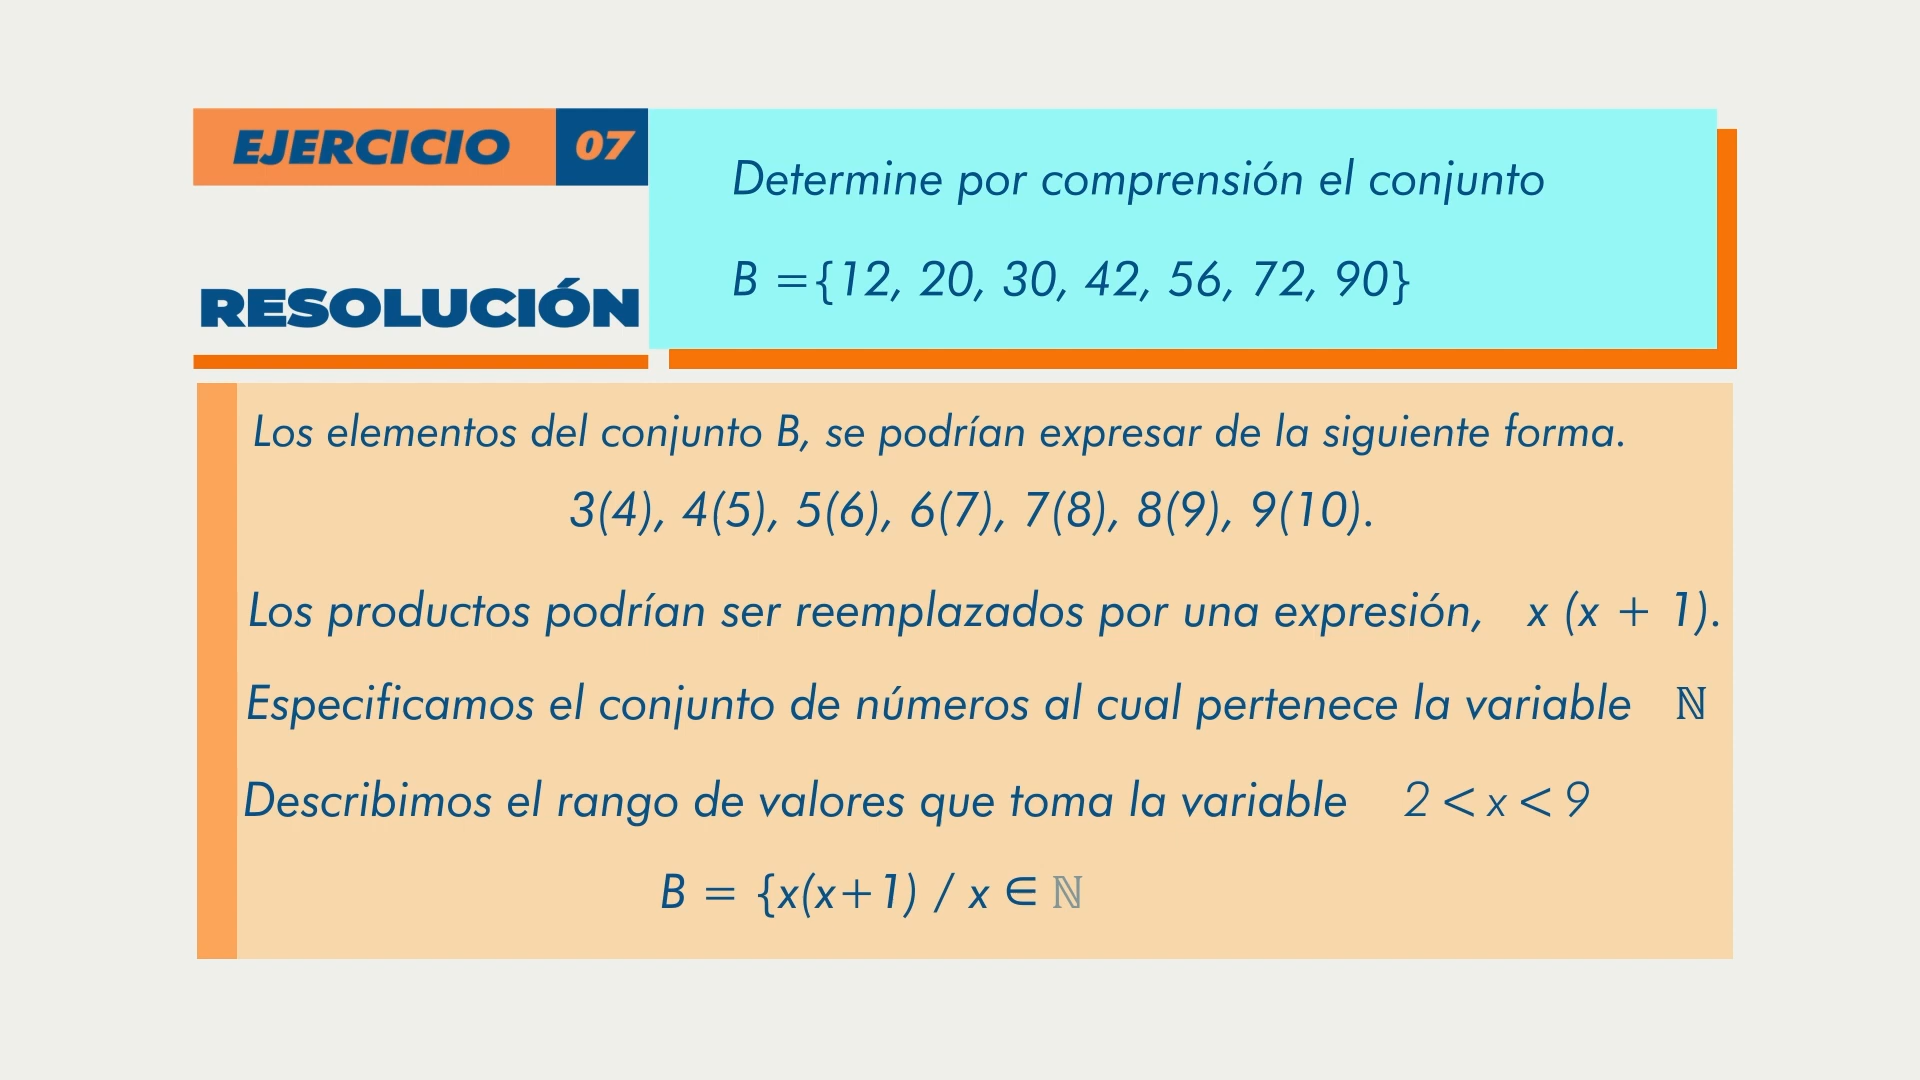 EJERCICIO 07
Determine por comprensión el conjunto
B ={12, 20, 30, 42, 56, 72, 90}
RESOLUCIÓN
Los elementos del conjunto B, se podrían expresar de la siguiente forma.
3(4), 4(5), 5(6), 6(7), 7(8), 8(9), 9(10).
Los productos podrían ser reemplazados por una expresión, x (x + 1).
Especificamos el conjunto de números al cual pertenece la variable ℕ
Describimos el rango de valores que toma la variable 2 < x < 9
B = {x(x+1) / x ∈ ℕ